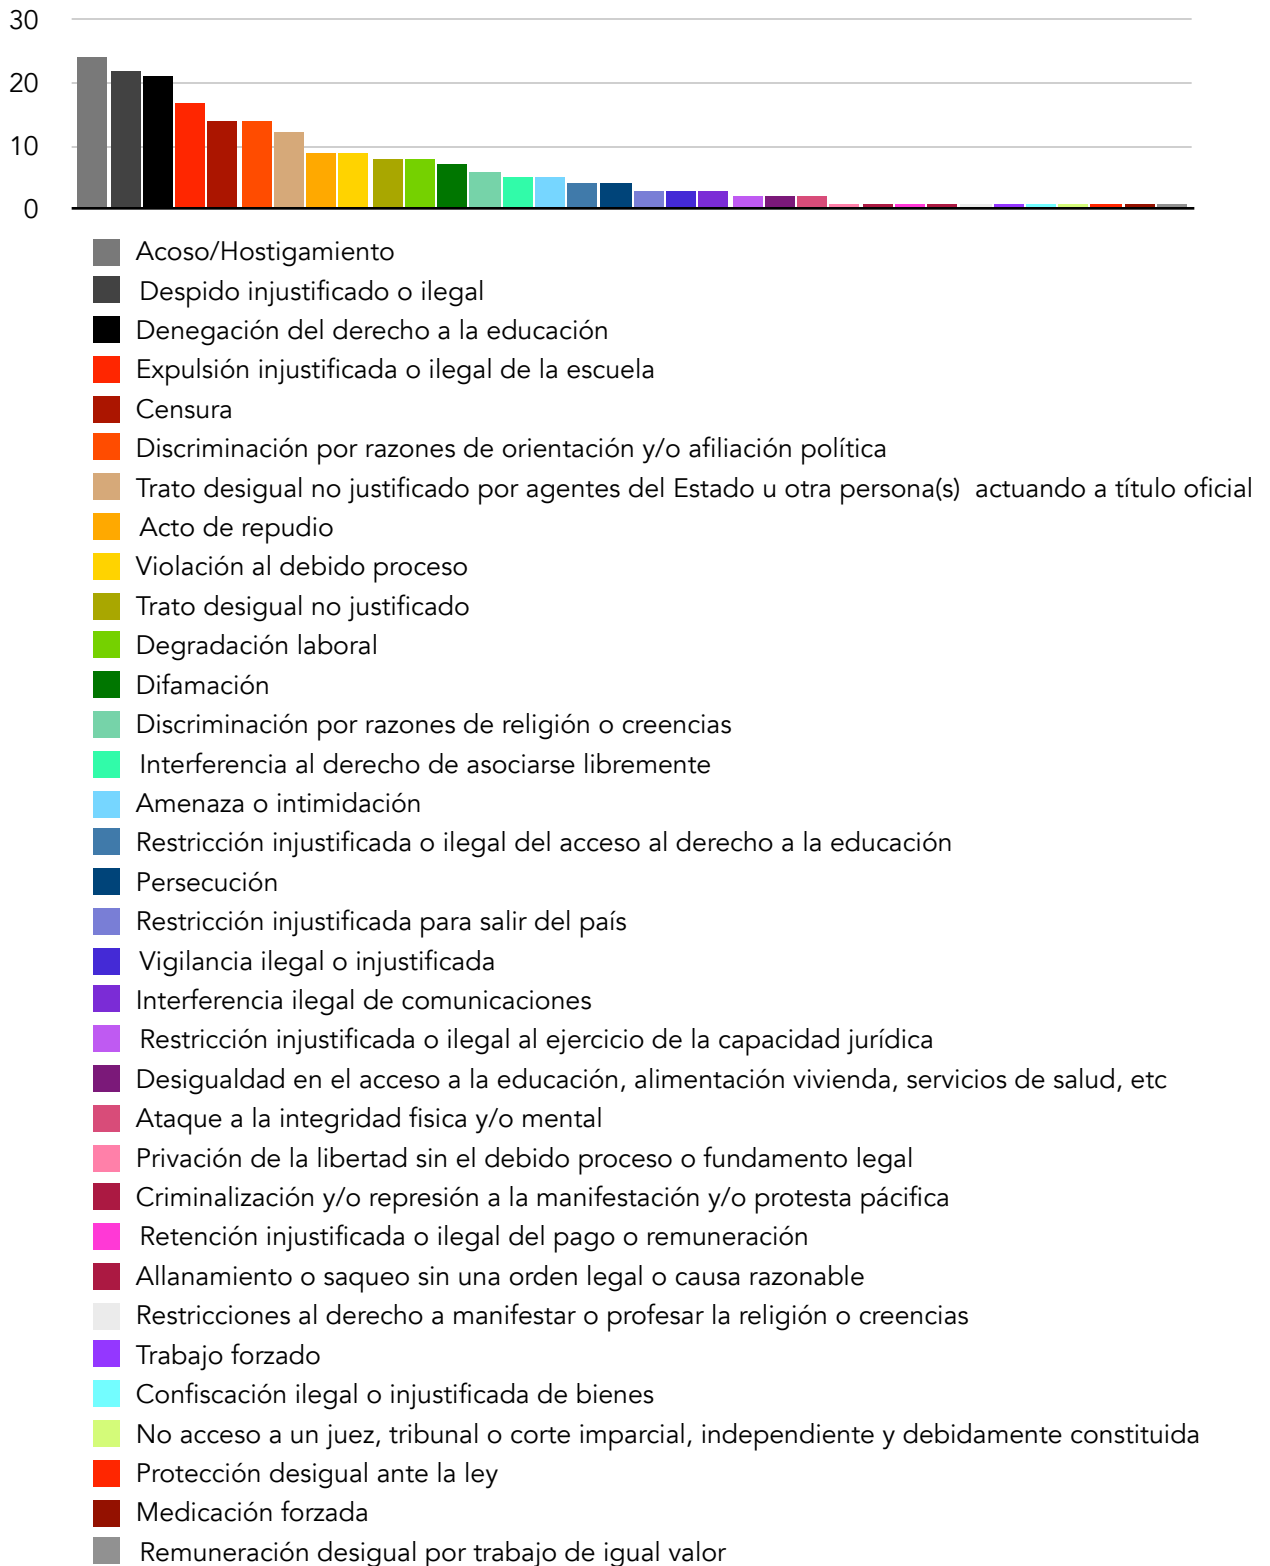 30
20
10
0
Acoso/Hostigamiento
Despido injustificado o ilegal
Denegación del derecho a la educación
Expulsión injustificada o ilegal de la escuela
Censura
Discriminación por razones de orientación y/o afiliación política
Trato desigual no justificado por agentes del Estado u otra persona(s) actuando a título oficial
Acto de repudio
Violación al debido proceso
Trato desigual no justificado
Degradación laboral
Difamación
Discriminación por razones de religión o creencias
Interferencia al derecho de asociarse libremente
Amenaza o intimidación
Restricción injustificada o ilegal del acceso al derecho a la educación
Persecución
Restricción injustificada para salir del país
Vigilancia ilegal o injustificada
Interferencia ilegal de comunicaciones
Restricción injustificada o ilegal al ejercicio de la capacidad jurídica
Desigualdad en el acceso a la educación, alimentación vivienda, servicios de salud, etc
Ataque a la integridad fisica y/o mental
Privación de la libertad sin el debido proceso o fundamento legal
Criminalización y/o represión a la manifestación y/o protesta pácifica
Retención injustificada o ilegal del pago o remuneración
Allanamiento o saqueo sin una orden legal o causa razonable
Restricciones al derecho a manifestar o profesar la religión o creencias
Trabajo forzado
Confiscación ilegal o injustificada de bienes
No acceso a un juez, tribunal o corte imparcial, independiente y debidamente constituida
Protección desigual ante la ley
Medicación forzada
Remuneración desigual por trabajo de igual valor